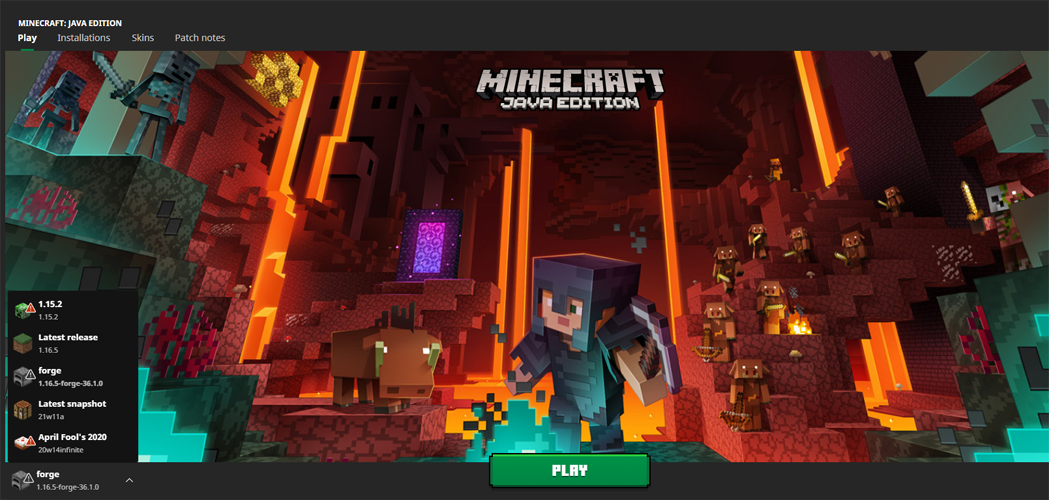 MINECRAFT: JAVA EDITION
Play Installations Skins Patch notes
MINECRAFT
JAVA EDITION
1.15.2
1.15.2
Latest release
1.16.5
forge
1.16.5-forge-36.1.0
Latest snapshot
21w11a
April Fool's 2020
20w14infinite
forge
1.16.5-forge-36.1.0
PLAY